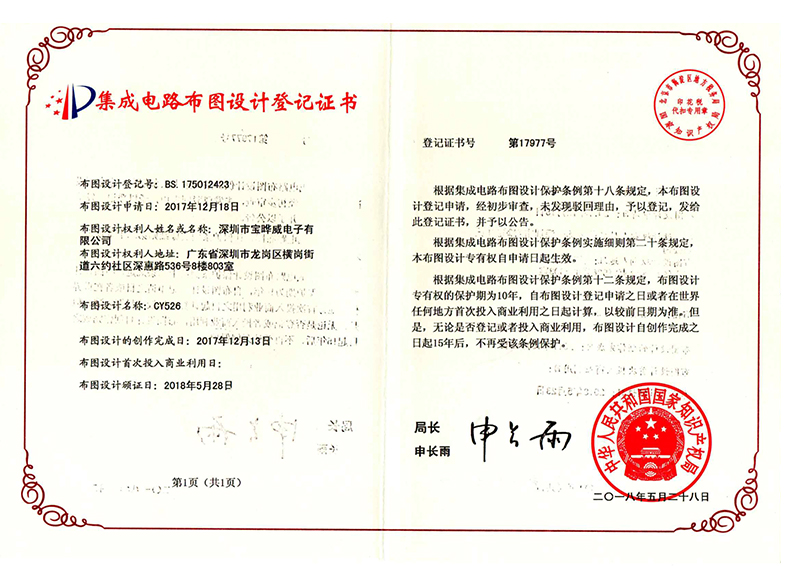 集成电路布图设计登记证书
布图设计登记号: BS. 175012423
布图设计申请日: 2017年12月18日
布图设计权利人姓名或名称: 深圳市宝晔威电子有
限公司
布图设计权利人地址: 广东省深圳市龙岗区横岗街
道六约社区深惠路536号8楼803室
布图设计名称: CY526
布图设计的创作完成日: 2017年12月13日
布图设计首次投入商业利用日:
布图设计颁证日: 2018年5月28日
第1页(共1页)
印花税
代扣专用章
国家知识产权局
登记证书号 第17977号
根据集成电路布图设计保护条例第十八条规定,本布图设
计登记申请,经初步审查,未发现驳回理由,予以登记,发给
此登记证书,并予以公告。
根据集成电路布图设计保护条例实施细则第二十条规定,
本布图设计专有权自申请日起生效。
根据集成电路布图设计保护条例第十二条规定,布图设计
专有权的保护期为10年,自布图设计登记申请之日或者在世界
任何地方首次投入商业利用之日起计算,以较前日期为准。但
是,无论是否登记或者投入商业利用,布图设计自创作完成之
日起15年后,不再受该条例保护。
局长
申长雨
申长雨
中华人民共和国国家知识产权局
二〇一八年五月二十八日